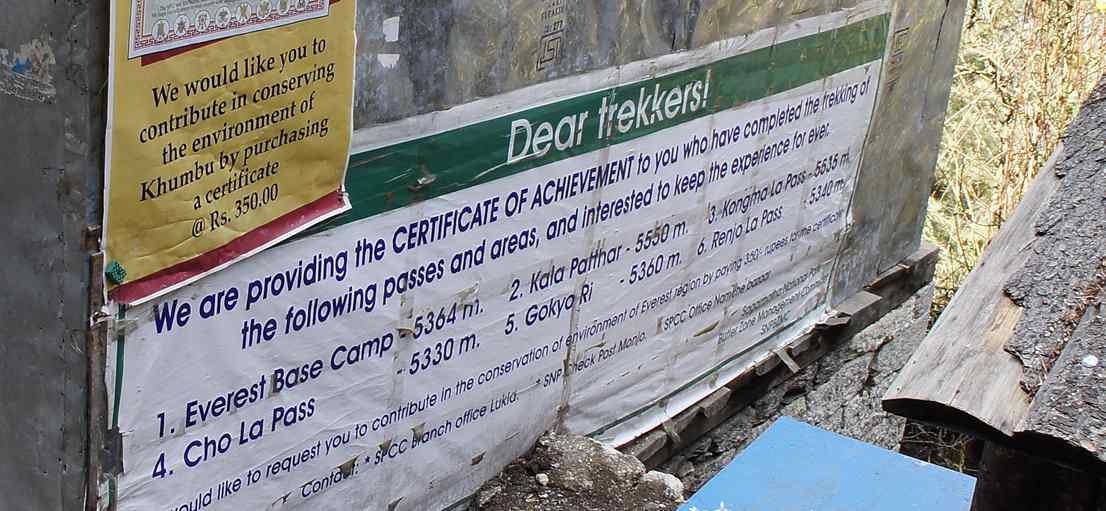 We would like you to
contribute in conserving
the environment of
Khumbu by purchasing
a certificate
@ Rs. 350.00
Dear trekkers!
We are providing the CERTIFICATE OF ACHIEVEMENT to you who have completed the trekking of
the following passes and areas, and interested to keep the experience for ever.
1. Everest Base Camp - 5364 m. 2. Kala Patthar - 5550 m. 3. Kongma La Pass - 5535 m.
4. Cho La Pass - 5330 m. 5. Gokyo Ri - 5360 m. 6. Renjo La Pass 5340 m.
would like to request you to contribute in the conservation of environment of Everest region by paying 350/- rupees for the certificate
Contact: * SPCC Branch office Lukla. * SNP Check Post Monjo. SPCC Office Namche bazaar
Sagarmatha National Park
Buffer Zone Management Committee